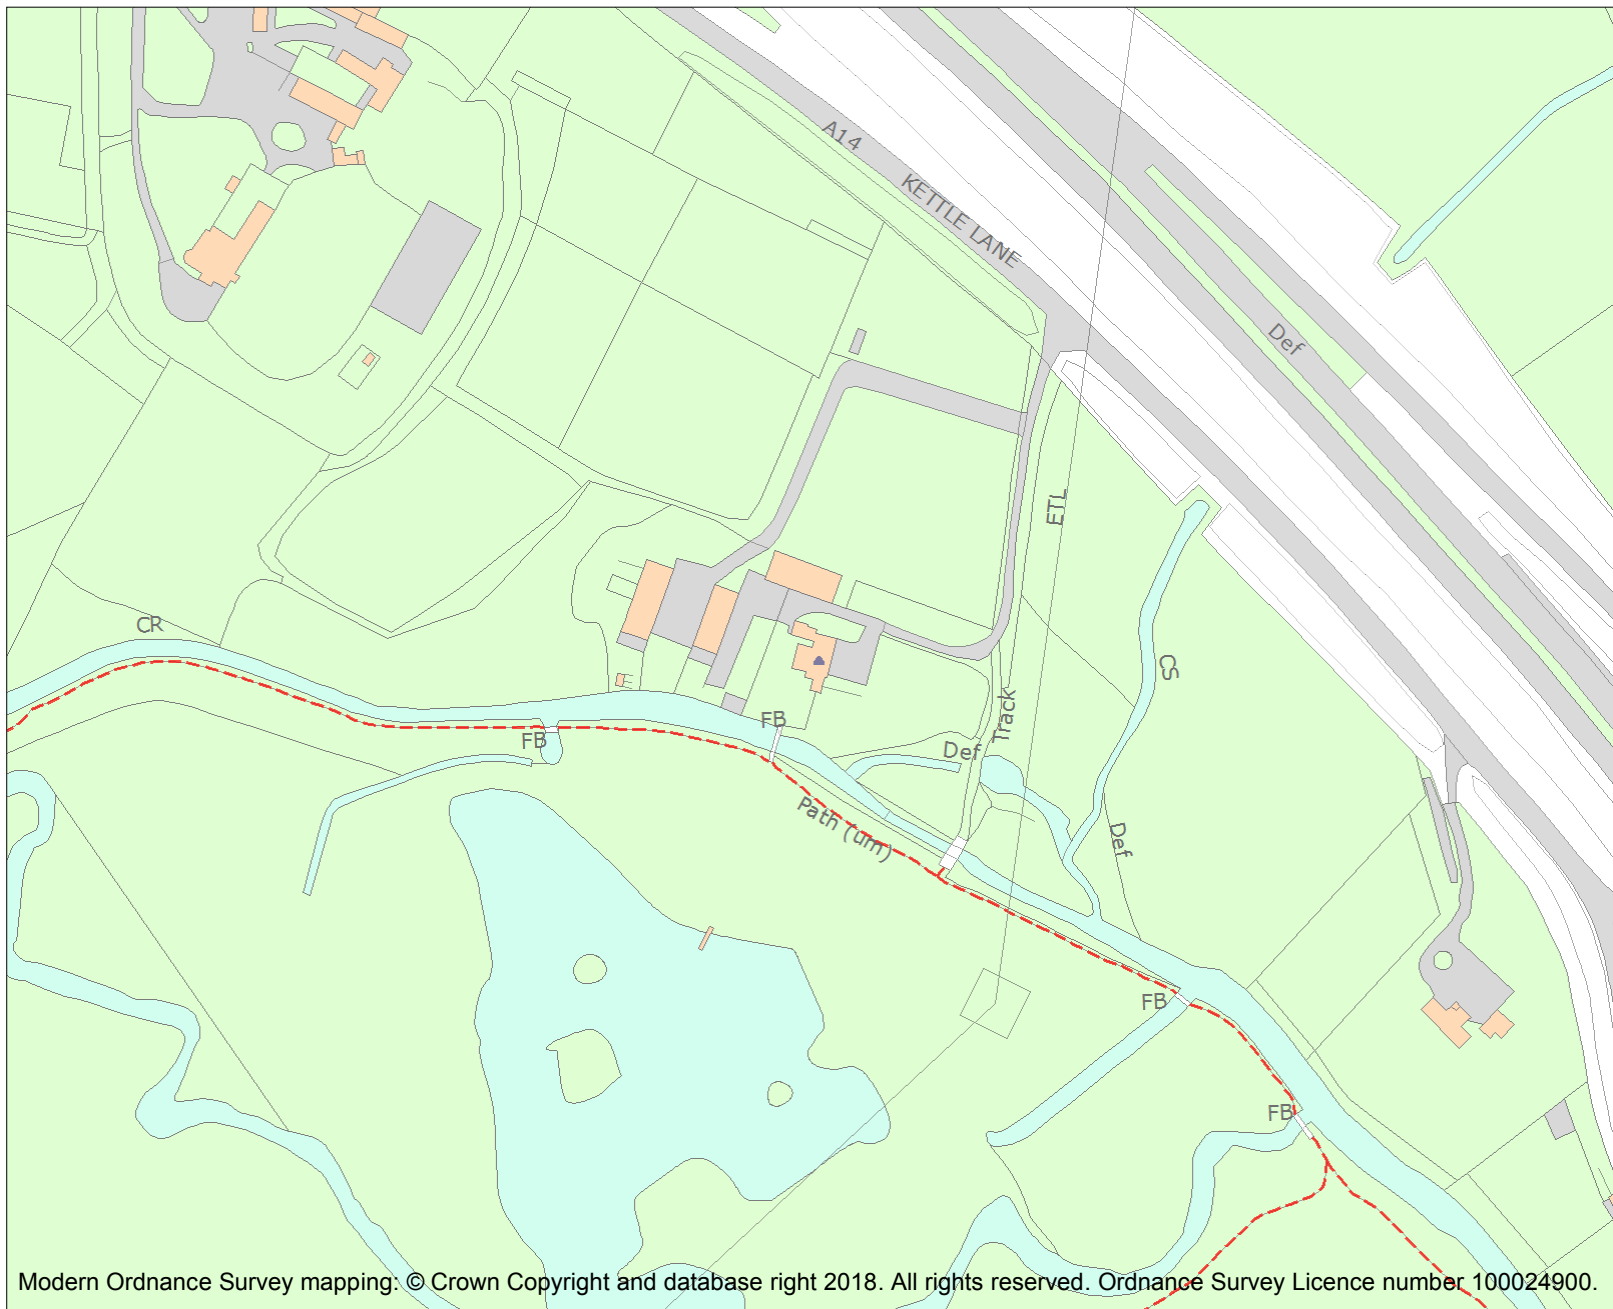 A14
KETTLE LANE
Def
ETL
CR
CS
Track
FB
FB
Def
Path (um)
Def
FB
FB
Modern Ordnance Survey mapping: © Crown Copyright and database right 2018. All rights reserved. Ordnance Survey Licence number 100024900.